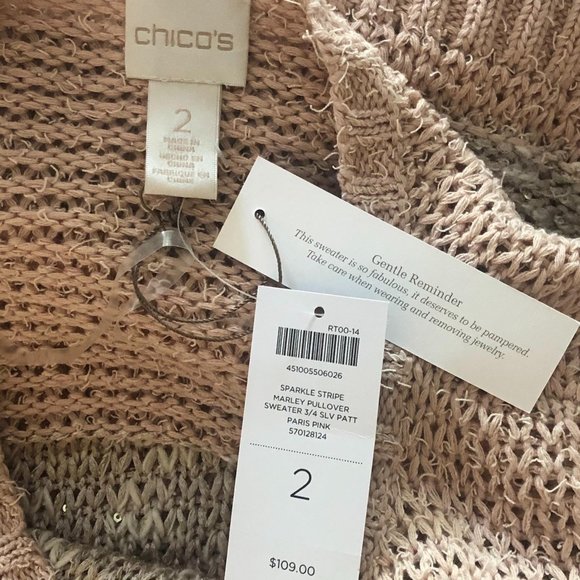 chico's
2
MADE IN
CHINA
HECHO EN
CHINA
FABRIQUE EN
CHINE
Gentle Reminder
This sweater is so fabulous, it deserves to be pampered.
Take care when wearing and removing jewelry.
RT00-14
451005506026
SPARKLE STRIPE
MARLEY PULLOVER
SWEATER 3/4 SLV PATT
PARIS PINK
570128124
2
$109.00